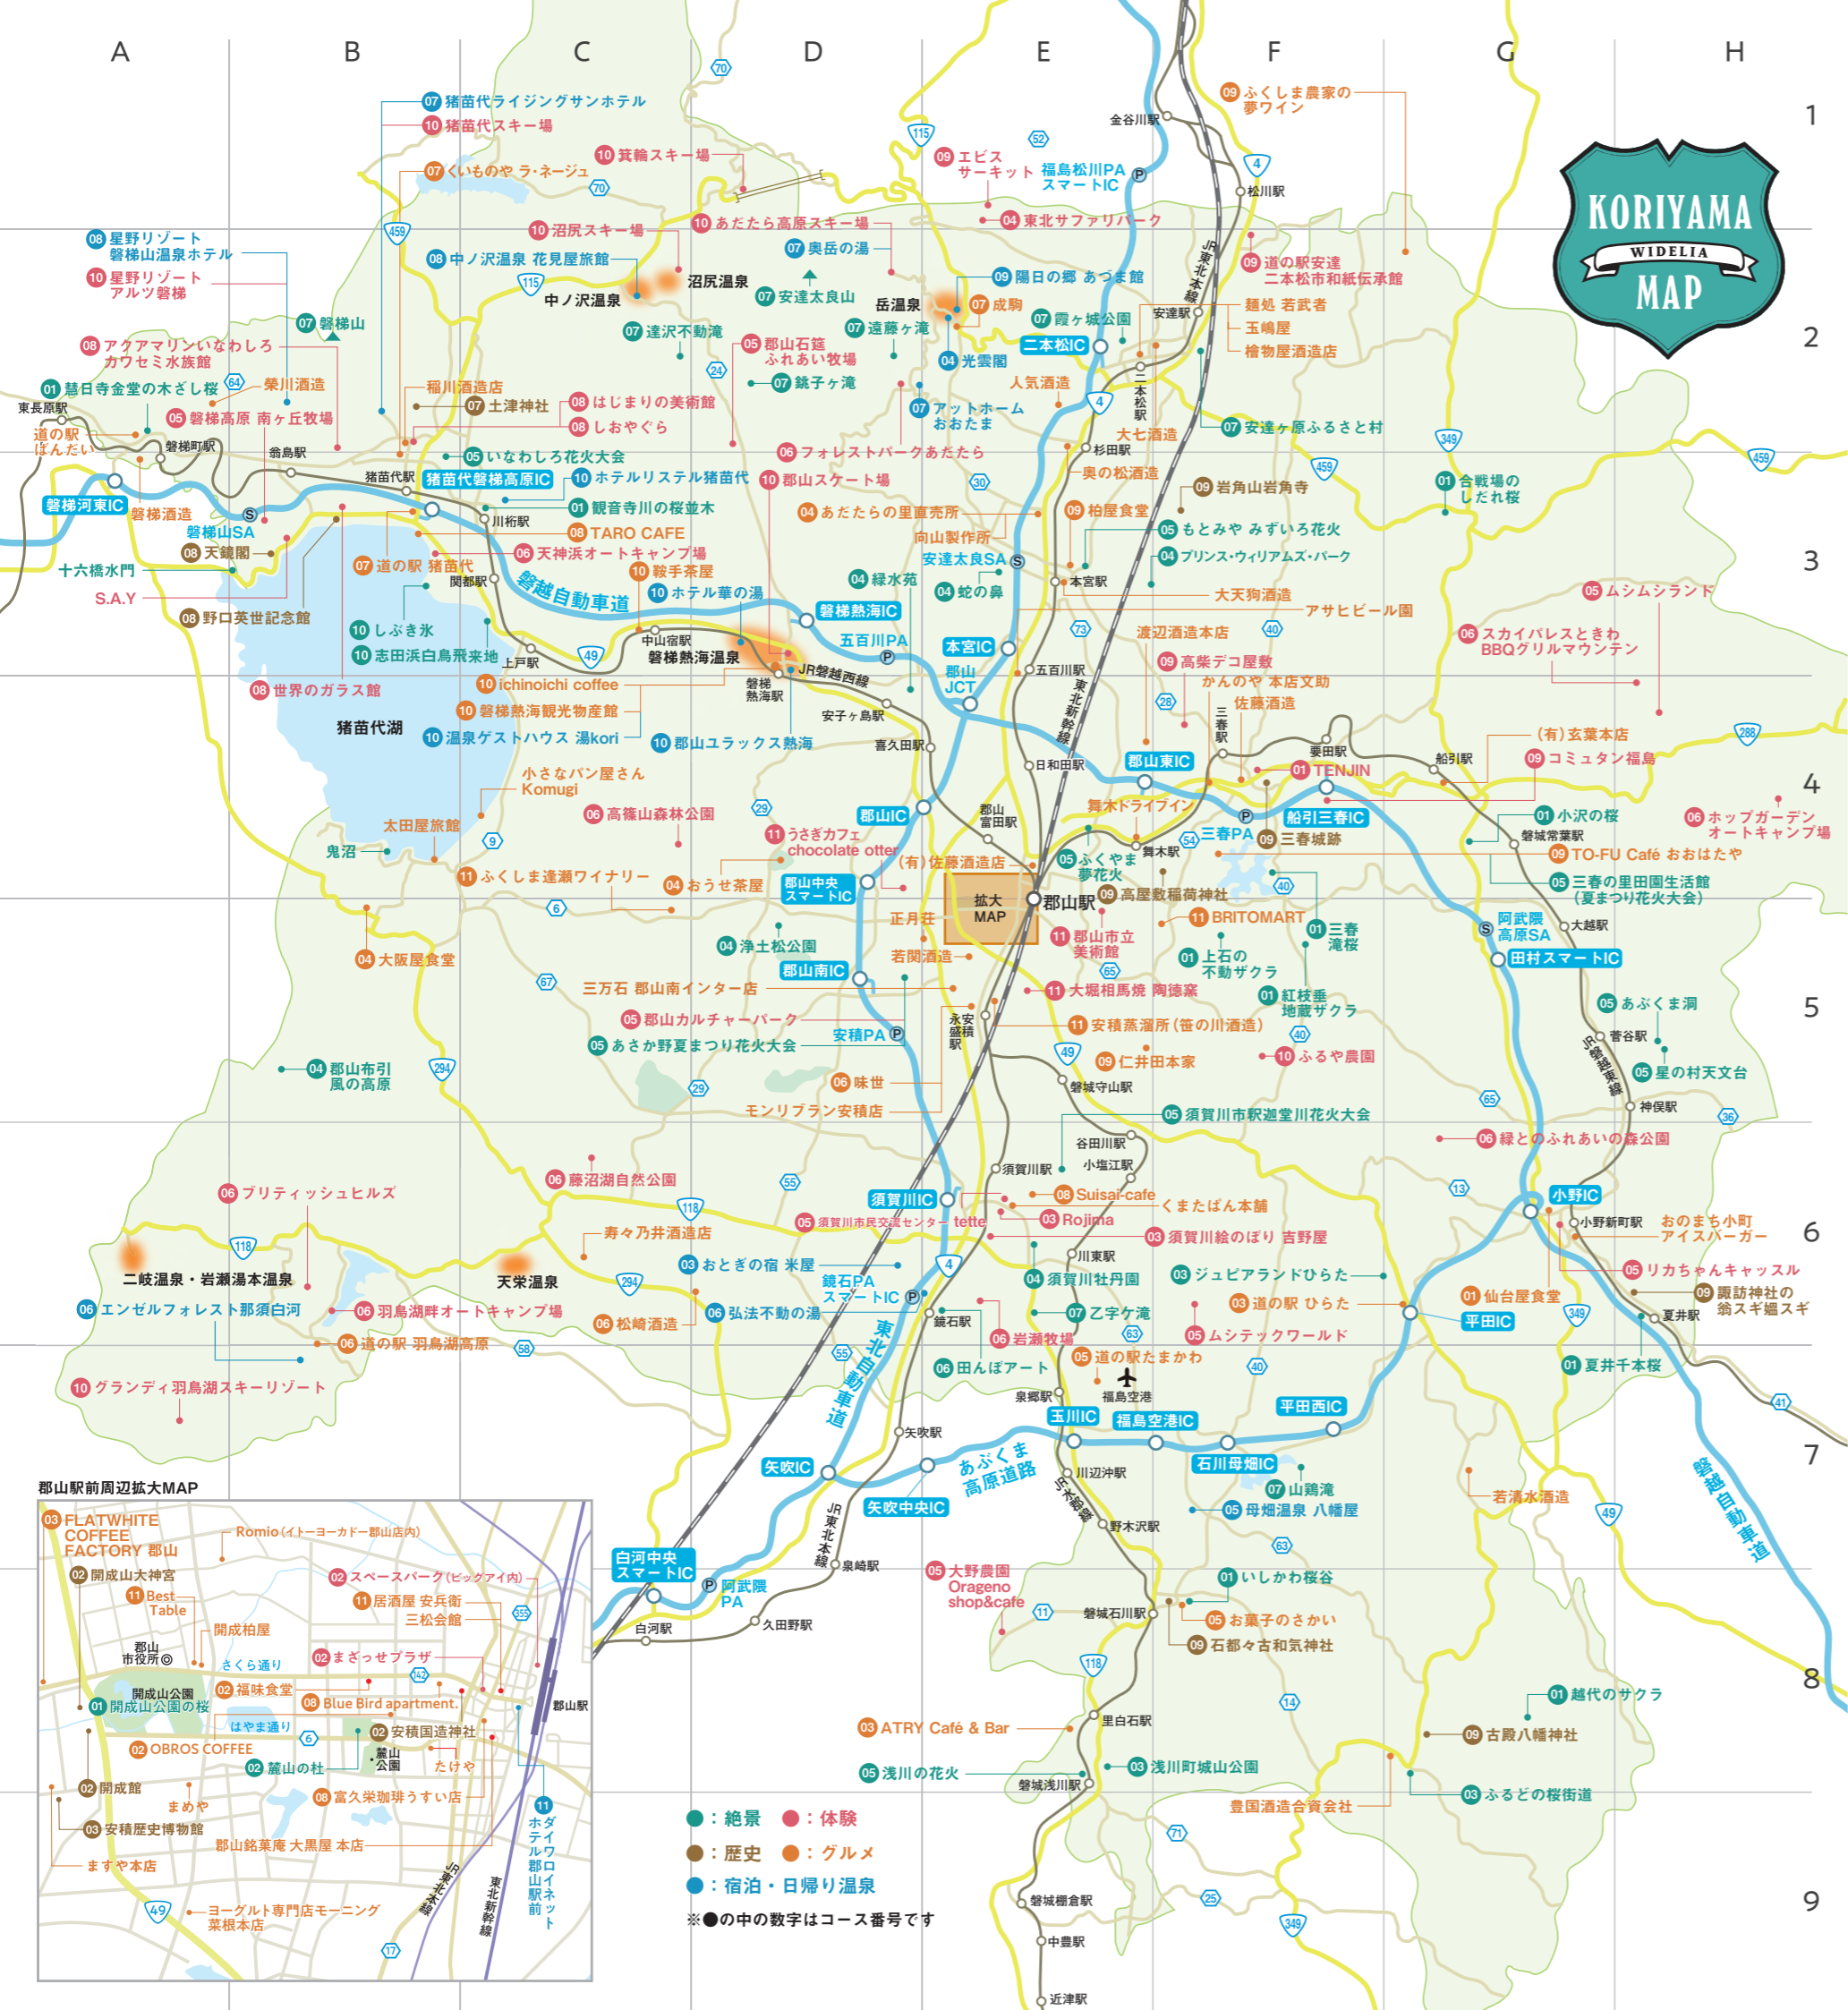 A
B
C
D
E
F
G
H
1
2
3
4
5
6
7
8
9
KORIYAMA
WIDELIA
MAP
70
07 猪苗代ライジングサンホテル
10 猪苗代スキー場
07 くいものや ラ・ネージュ
10 箕輪スキー場
70
115
52
09 エビス
サーキット
福島松川PA
スマートIC
P
金谷川駅
09 ふくしま農家の
夢ワイン
4
松川駅
04 東北サファリパーク
10 沼尻スキー場
10 あだたら高原スキー場
459
08 星野リゾート
磐梯山温泉ホテル
10 星野リゾート
アルツ磐梯
08 中ノ沢温泉 花見屋旅館
115
中ノ沢温泉
沼尻温泉
07 奥岳の湯
07 安達太良山
09 陽日の郷 あづま館
岳温泉
07 成駒
JR東北本線
09 道の駅安達
二本松市和紙伝承館
麺処 若武者
玉嶋屋
檜物屋酒造店
安達駅
07 磐梯山
07 達沢不動滝
07 遠藤ヶ滝
07 霞ヶ城公園
二本松IC
04 光雲閣
05 郡山石筵
ふれあい牧場
24
07 銚子ヶ滝
08 アクアマリンいなわしろ
カワセミ水族館
64
榮川酒造
01 慧日寺金堂の木ざし桜
東長原駅
05 磐梯高原 南ヶ丘牧場
道の駅
ばんだい
磐梯町駅
翁島駅
稲川酒造店
07 土津神社
08 はじまりの美術館
08 しおやぐら
07 アットホーム
おおたま
人気酒造
4
二本松駅
大七酒造
07 安達ヶ原ふるさと村
349
459
459
05 いなわしろ花火大会
06 フォレストパークあだたら
杉田駅
奥の松酒造
猪苗代駅
猪苗代磐梯高原IC
10 ホテルリステル猪苗代
10 郡山スケート場
30
01 合戦場の
しだれ桜
09 岩角山岩角寺
磐梯河東IC
磐梯酒造
磐梯山SA
S
01 観音寺川の桜並木
川桁駅
08 TARO CAFE
04 あだたらの里直売所
向山製作所
09 柏屋食堂
05 もとみや みずいろ花火
04 プリンス・ウィリアムズ・パーク
08 天鏡閣
07 道の駅 猪苗代
06 天神浜オートキャンプ場
安達太良SA
S
十六橋水門
関都駅
磐越自動車道
10 鞍手茶屋
10 ホテル華の湯
04 緑水苑
04 蛇の鼻
本宮駅
S.A.Y
大天狗酒造
アサヒビール園
05 ムシムシランド
08 野口英世記念館
磐梯熱海IC
10 しぶき氷
10 志田浜白鳥飛来地
上戸駅
49
中山宿駅
磐梯熱海温泉
五百川PA
P
本宮IC
73
渡辺酒造本店
40
06 スカイパレスときわ
BBQグリルマウンテン
郡山
JCT
五百川駅
09 高柴デコ屋敷
08 世界のガラス館
10 ichinoichi coffee
磐梯
熱海駅
JR磐越西線
東北新幹線
28
かんのや 本店文助
佐藤酒造
10 磐梯熱海観光物産館
安子ヶ島駅
三春駅
猪苗代湖
10 温泉ゲストハウス 湯kori
10 郡山ユラックス熱海
喜久田駅
要田駅
船引駅
(有)玄葉本店
288
09 コミュタン福島
日和田駅
郡山東IC
01 TENJIN
小さなパン屋さん
Komugi
06 高篠山森林公園
29
郡山IC
郡山
富田駅
舞木ドライブイン
三春PA
P
船引三春IC
01 小沢の桜
06 ホップガーデン
オートキャンプ場
太田屋旅館
9
鬼沼
11 うさぎカフェ
chocolate otter
(有)佐藤酒造店
05 ふくやま
夢花火
舞木駅
54
09 三春城跡
磐城常葉駅
09 TO-FU Café おおはたや
11 ふくしま逢瀬ワイナリー
04 おうせ茶屋
郡山中央
スマートIC
拡大
MAP
郡山駅
09 高屋敷稲荷神社
40
05 三春の里田園生活館
(夏まつり花火大会)
6
正月荘
11 BRITOMART
01 三春
滝桜
S
阿武隈
高原SA
大越駅
04 大阪屋食堂
04 浄土松公園
若関酒造
11 郡山市立
美術館
65
01 上石の
不動ザクラ
田村スマートIC
67
郡山南IC
三万石 郡山南インター店
11 大堀相馬焼 陶徳窯
01 紅枝垂
地蔵ザクラ
05 あぶくま洞
05 郡山カルチャーパーク
安積PA
P
安積永盛駅
11 安積蒸溜所(笹の川酒造)
40
菅谷駅
05 あさか野夏まつり花火大会
49
09 仁井田本家
10 ふるや農園
JR磐越東線
04 郡山布引
風の高原
294
29
06 味世
磐城守山駅
05 星の村天文台
モンリブラン安積店
05 須賀川市釈迦堂川花火大会
65
神俣駅
36
谷田川駅
小塩江駅
06 緑とのふれあいの森公園
06 ブリティッシュヒルズ
06 藤沼湖自然公園
55
須賀川駅
13
小野IC
118
須賀川IC
08 Suisai-cafe
くまたぱん本舗
05 須賀川市民交流センター tette
03 Rojima
小野新町駅
おのまち小町
アイスバーガー
118
寿々乃井酒造店
03 須賀川絵のぼり 吉野屋
二岐温泉・岩瀬湯本温泉
天栄温泉
03 おとぎの宿 米屋
4
川東駅
05 リカちゃんキャッスル
294
鏡石PA
スマートIC
P
04 須賀川牡丹園
03 ジュピアランドひらた
01 仙台屋食堂
09 諏訪神社の
翁スギ媼スギ
06 エンゼルフォレスト那須白河
06 羽鳥湖畔オートキャンプ場
06 松崎酒造
06 弘法不動の湯
鏡石駅
07 乙字ケ滝
63
03 道の駅 ひらた
平田IC
349
夏井駅
06 道の駅 羽鳥湖高原
58
東北自動車道
55
06 岩瀬牧場
05 ムシテックワールド
06 田んぼアート
05 道の駅たまかわ
40
01 夏井千本桜
10 グランディ羽鳥湖スキーリゾート
福島空港
泉郷駅
41
玉川IC
福島空港IC
平田西IC
矢吹駅
矢吹IC
あぶくま
高原道路
石川母畑IC
川辺沖駅
矢吹中央IC
JR水郡線
07 山鶏滝
05 母畑温泉 八幡屋
若清水酒造
49
磐越自動車道
野木沢駅
63
JR東北本線
泉崎駅
白河中央
スマートIC
P
阿武隈
PA
05 大野農園
Orageno
shop&cafe
01 いしかわ桜谷
11
磐城石川駅
05 お菓子のさかい
白河駅
久田野駅
09 石都々古和気神社
118
14
01 越代のサクラ
03 ATRY Café & Bar
里白石駅
09 古殿八幡神社
05 浅川の花火
03 浅川町城山公園
磐城浅川駅
03 ふるどの桜街道
豊国酒造合資会社
71
25
磐城棚倉駅
349
中豊駅
近津駅
●：絶景
●：体験
●：歴史
●：グルメ
●：宿泊・日帰り温泉
※●の中の数字はコース番号です
郡山駅前周辺拡大MAP
03 FLATWHITE
COFFEE
FACTORY 郡山
Romio(イトーヨーカドー郡山店内)
02 開成山大神宮
11 Best
Table
02 スペースパーク(ビッグアイ内)
11 居酒屋 安兵衛
三松会館
355
開成柏屋
郡山
市役所
さくら通り
02 まざっせプラザ
142
開成山公園
01 開成山公園の桜
02 福味食堂
08 Blue Bird apartment.
郡山駅
はやま通り
6
02 安積国造神社
02 OBROS COFFEE
02 麓山の杜
麓山
公園
たけや
02 開成館
まめや
08 富久栄珈琲うすい店
11 ダイワロイネット
ホテル郡山駅前
03 安積歴史博物館
郡山銘菓庵 大黒屋 本店
ますや本店
JR東北本線
東北新幹線
49
ヨーグルト専門店モーニング
菜根本店
17